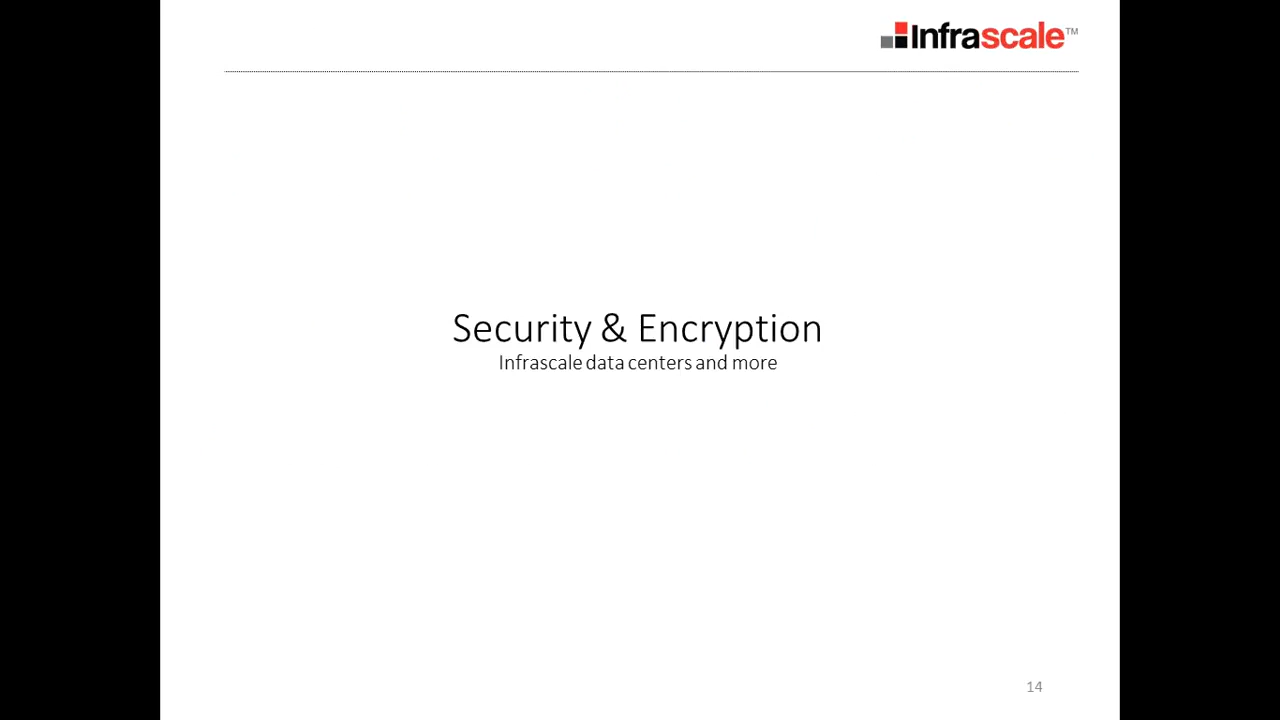 Infrascale™
Security & Encryption
Infrascale data centers and more
14